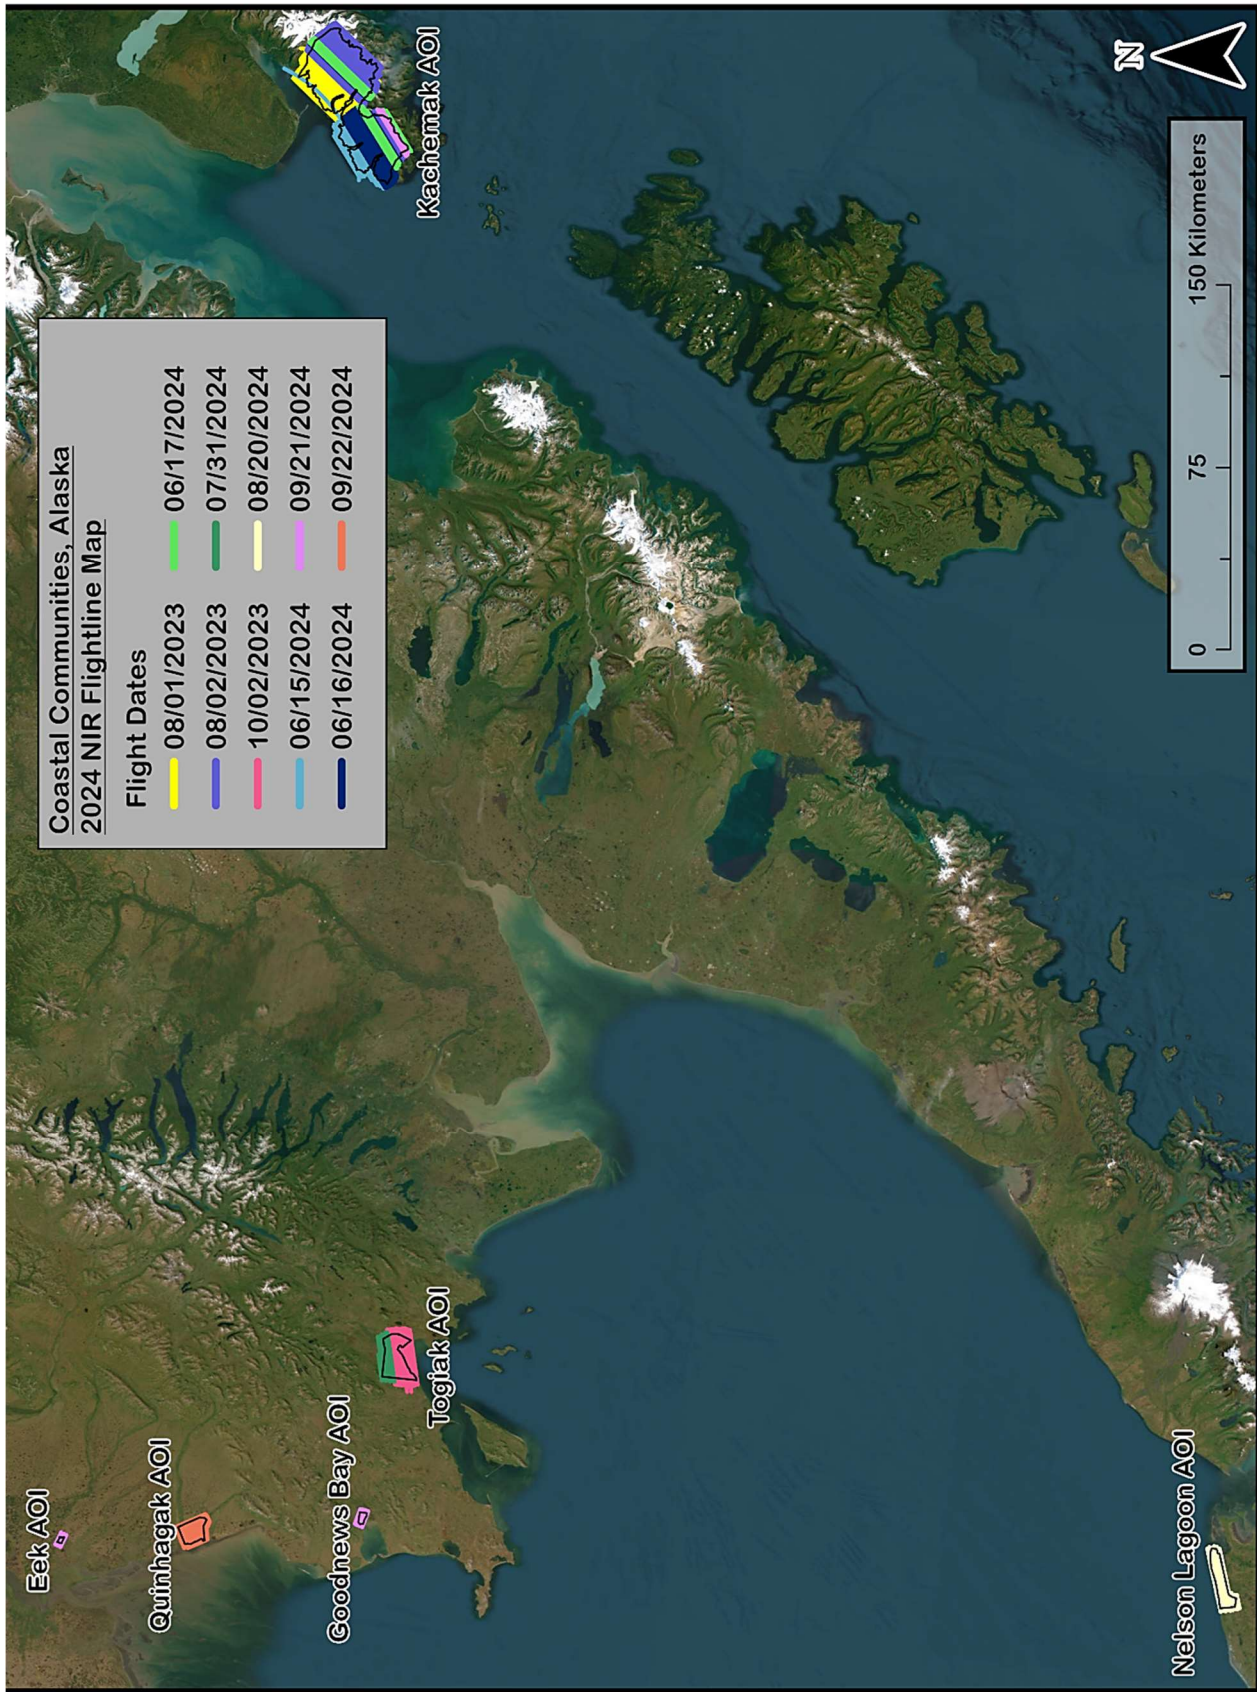 Coastal Communities, Alaska
2024 NIR Flightline Map
Flight Dates
08/01/2023 06/17/2024
08/02/2023 07/31/2024
10/02/2023 08/20/2024
06/15/2024 09/21/2024
06/16/2024 09/22/2024
Eek AOI
Quinhagak AOI
Goodnews Bay AOI
Togiak AOI
Kachemak AOI
Nelson Lagoon AOI
N
0 75 150 Kilometers